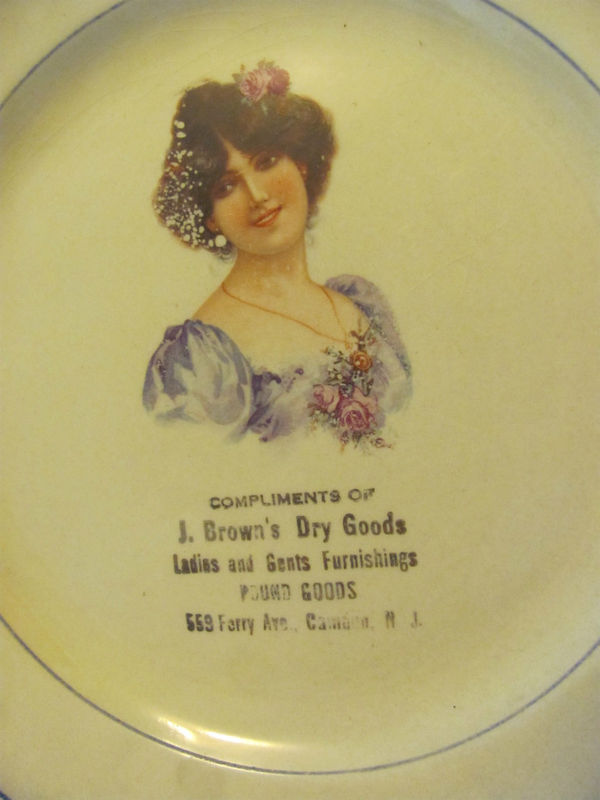 COMPLIMENTS OF
J. Brown's Dry Goods
Ladies and Gents Furnishings
POUND GOODS
559 Ferry Ave., Camden, N. J.